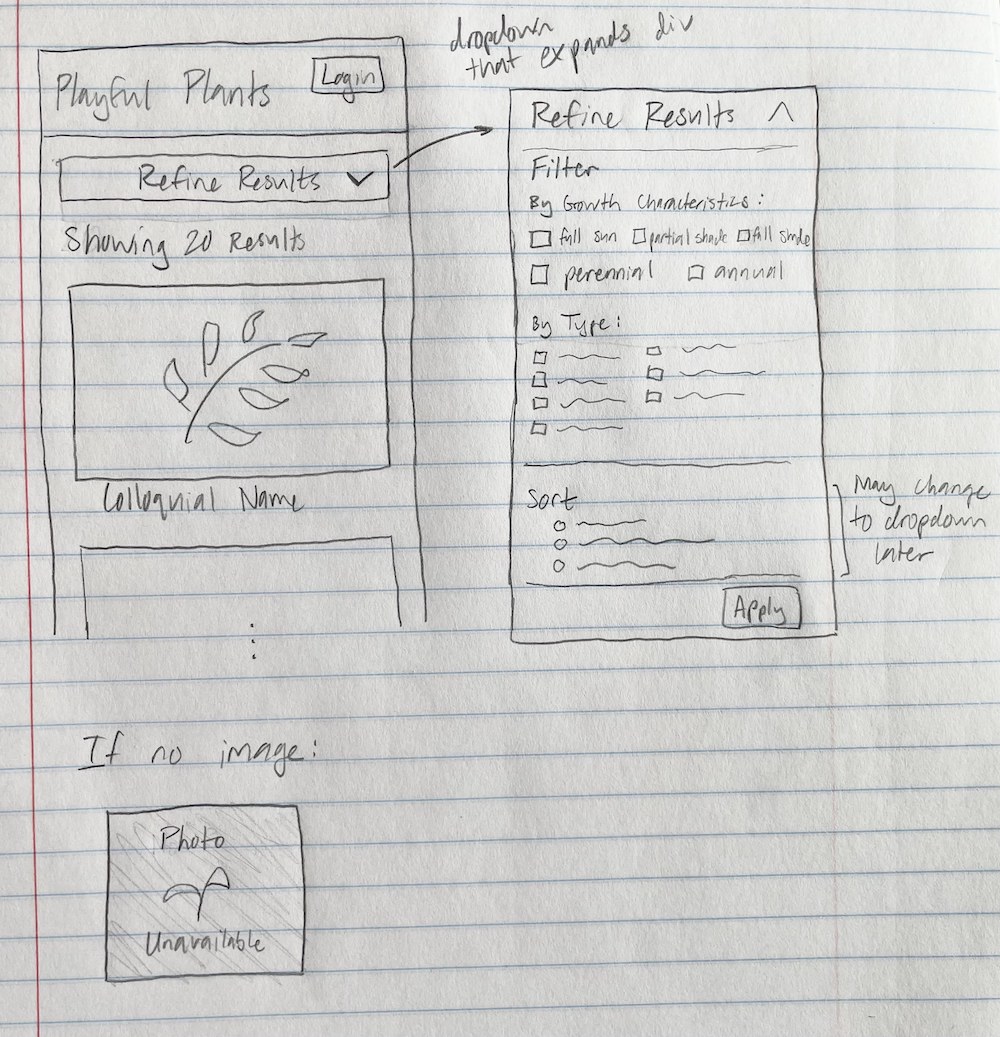 dropdown
that expands div
Playful Plants
Login
Refine Results
Showing 20 Results
Colloquial Name
Refine Results
Filter
By Growth Characteristics:
full sun partial shade full shade
perennial annual
By Type:
Sort
Apply
May change
to dropdown
later
If no image:
Photo
Unavailable